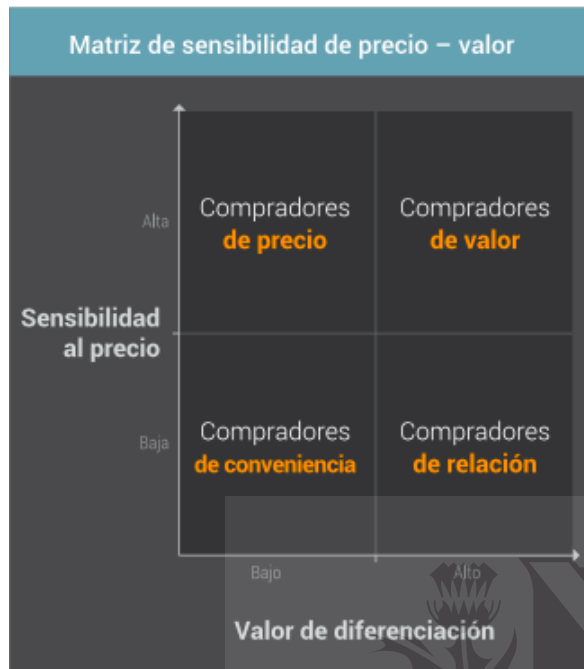 Matriz de sensibilidad de precio – valor
Alta
Compradores
de precio
Compradores
de valor
Sensibilidad
al precio
Baja
Compradores
de conveniencia
Compradores
de relación
Bajo
Alto
Valor de diferenciación